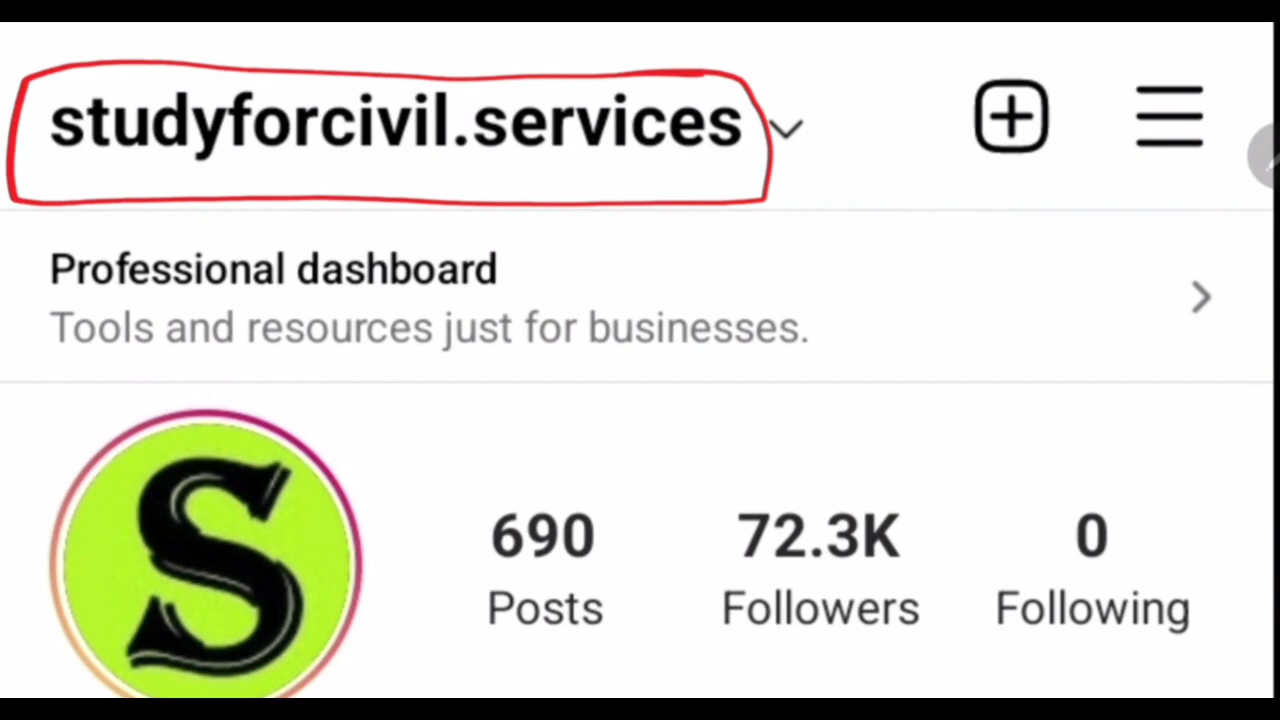 studyforcivil.services
Professional dashboard
Tools and resources just for businesses.
S
690 72.3K 0
Posts Followers Following